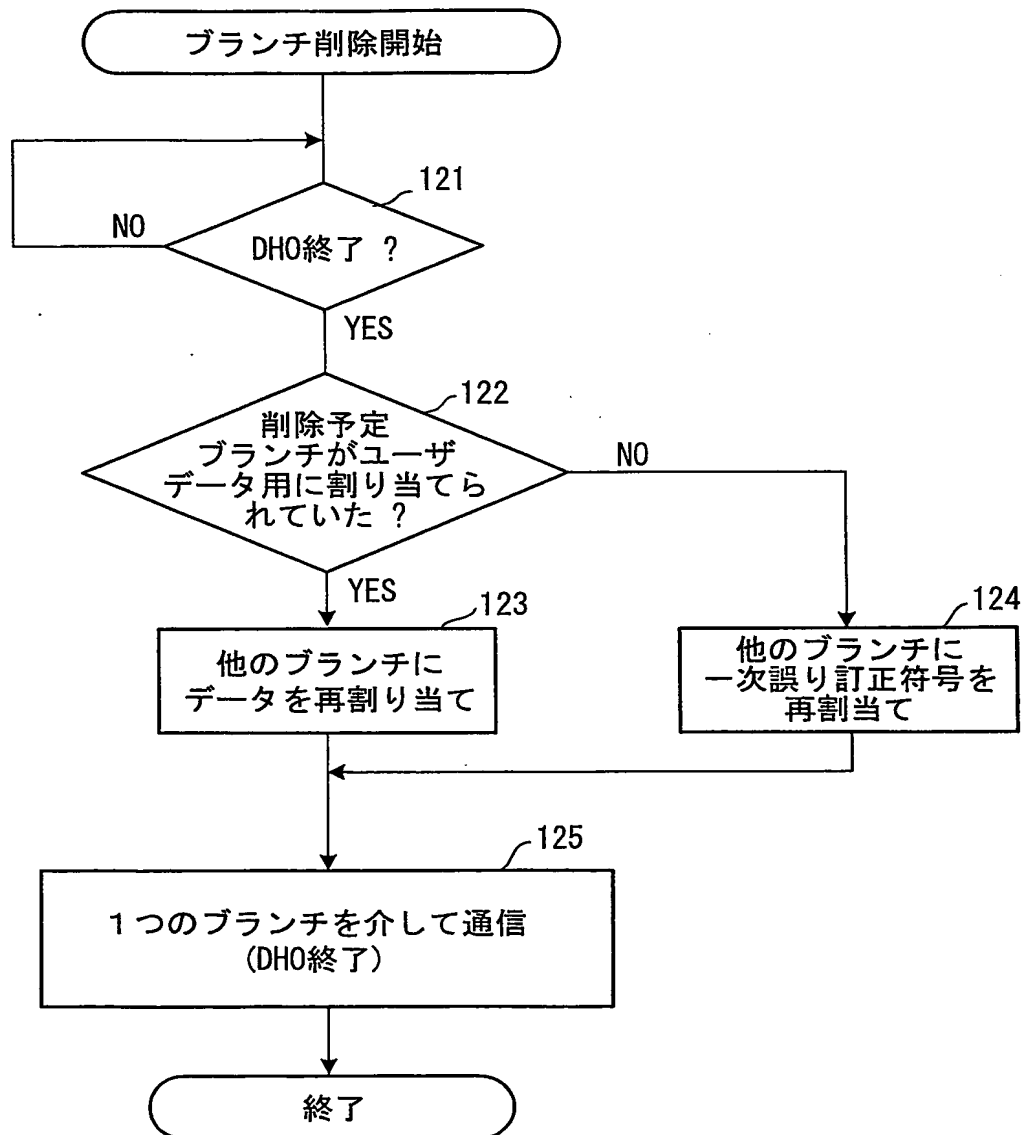 ブランチ削除開始
121
NO
DHO終了 ?
YES
122
削除予定
ブランチがユーザ
データ用に割り当てら
れていた ?
NO
YES
123
124
他のブランチに
データを再割り当て
他のブランチに
一次誤り訂正符号を
再割当て
125
1つのブランチを介して通信
(DHO終了)
終了